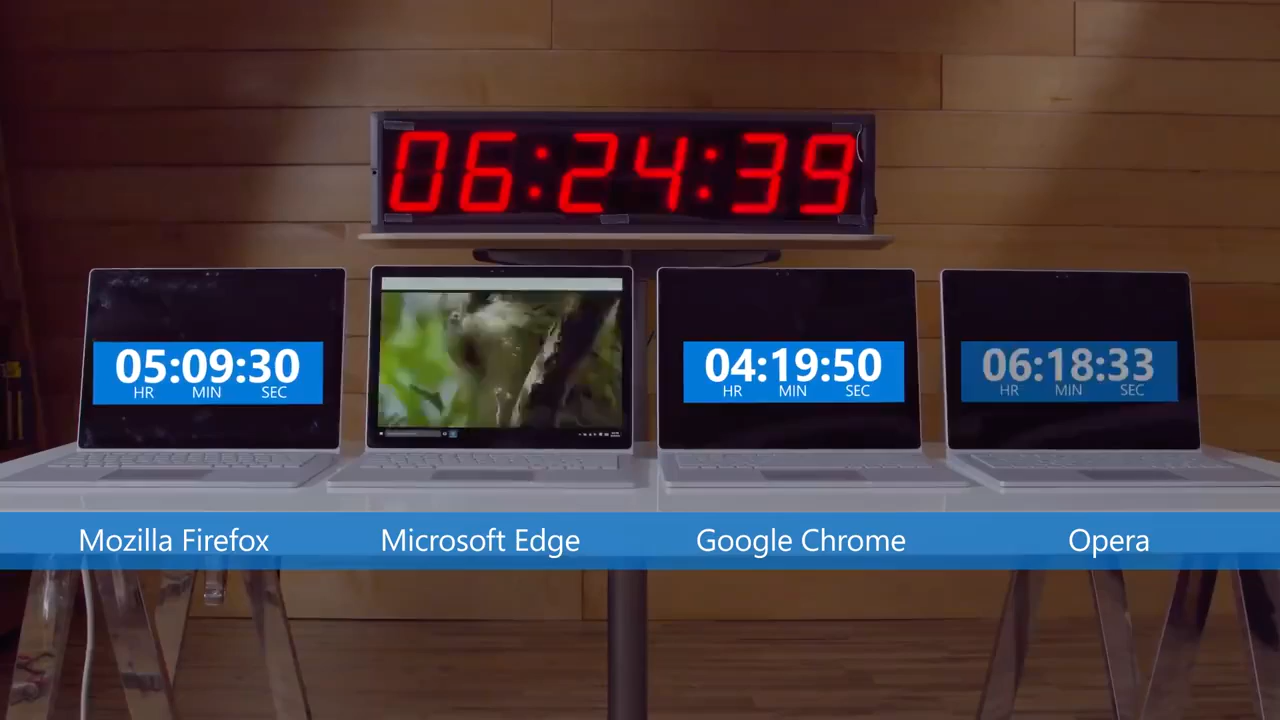 06:24:39
05:09:30
HR MIN SEC
04:19:50
HR MIN SEC
06:18:33
HR MIN SEC
Mozilla Firefox
Microsoft Edge
Google Chrome
Opera